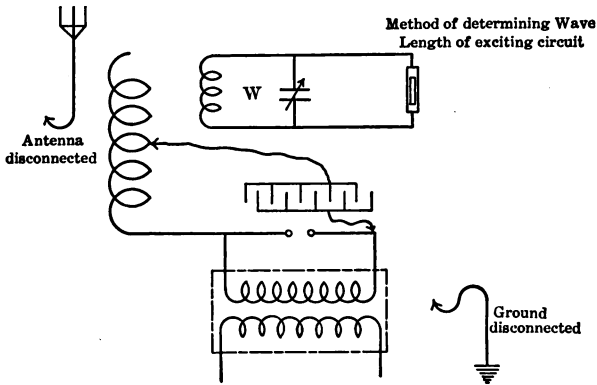 Method of determining Wave
Length of exciting circuit
W
Antenna
disconnected
Ground
disconnected